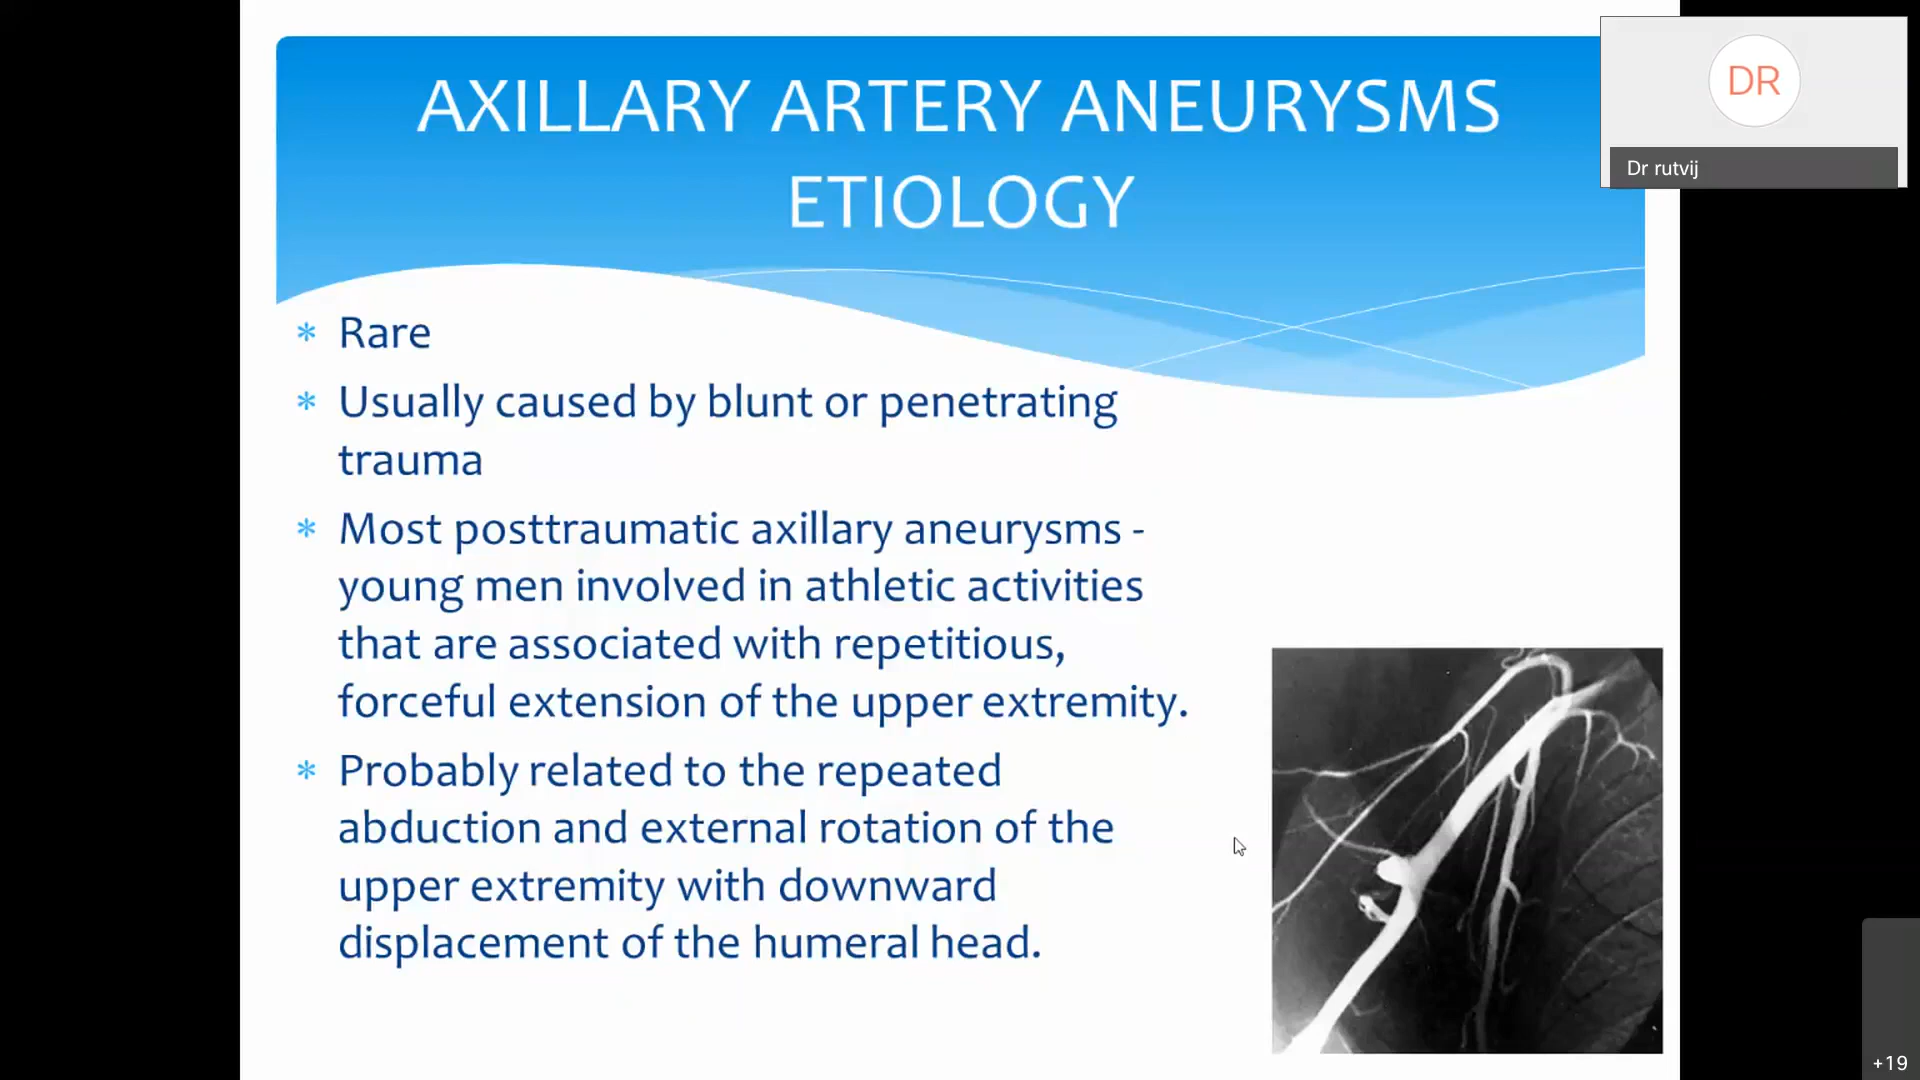 AXILLARY ARTERY ANEURYSMS
ETIOLOGY
DR
Dr rutvij
* Rare
* Usually caused by blunt or penetrating
trauma
* Most posttraumatic axillary aneurysms -
young men involved in athletic activities
that are associated with repetitious,
forceful extension of the upper extremity.
* Probably related to the repeated
abduction and external rotation of the
upper extremity with downward
displacement of the humeral head.
+19